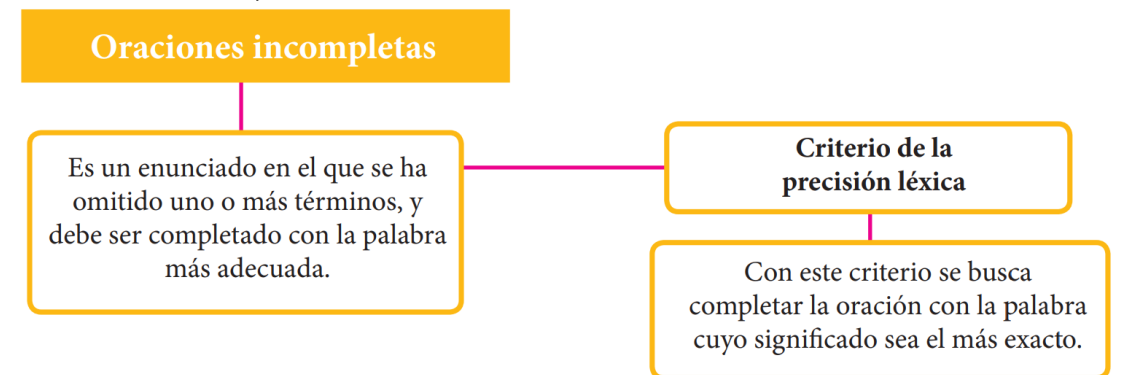 Oraciones incompletas
Es un enunciado en el que se ha
omitido uno o más términos, y
debe ser completado con la palabra
más adecuada.
Criterio de la
precisión léxica
Con este criterio se busca
completar la oración con la palabra
cuyo significado sea el más exacto.